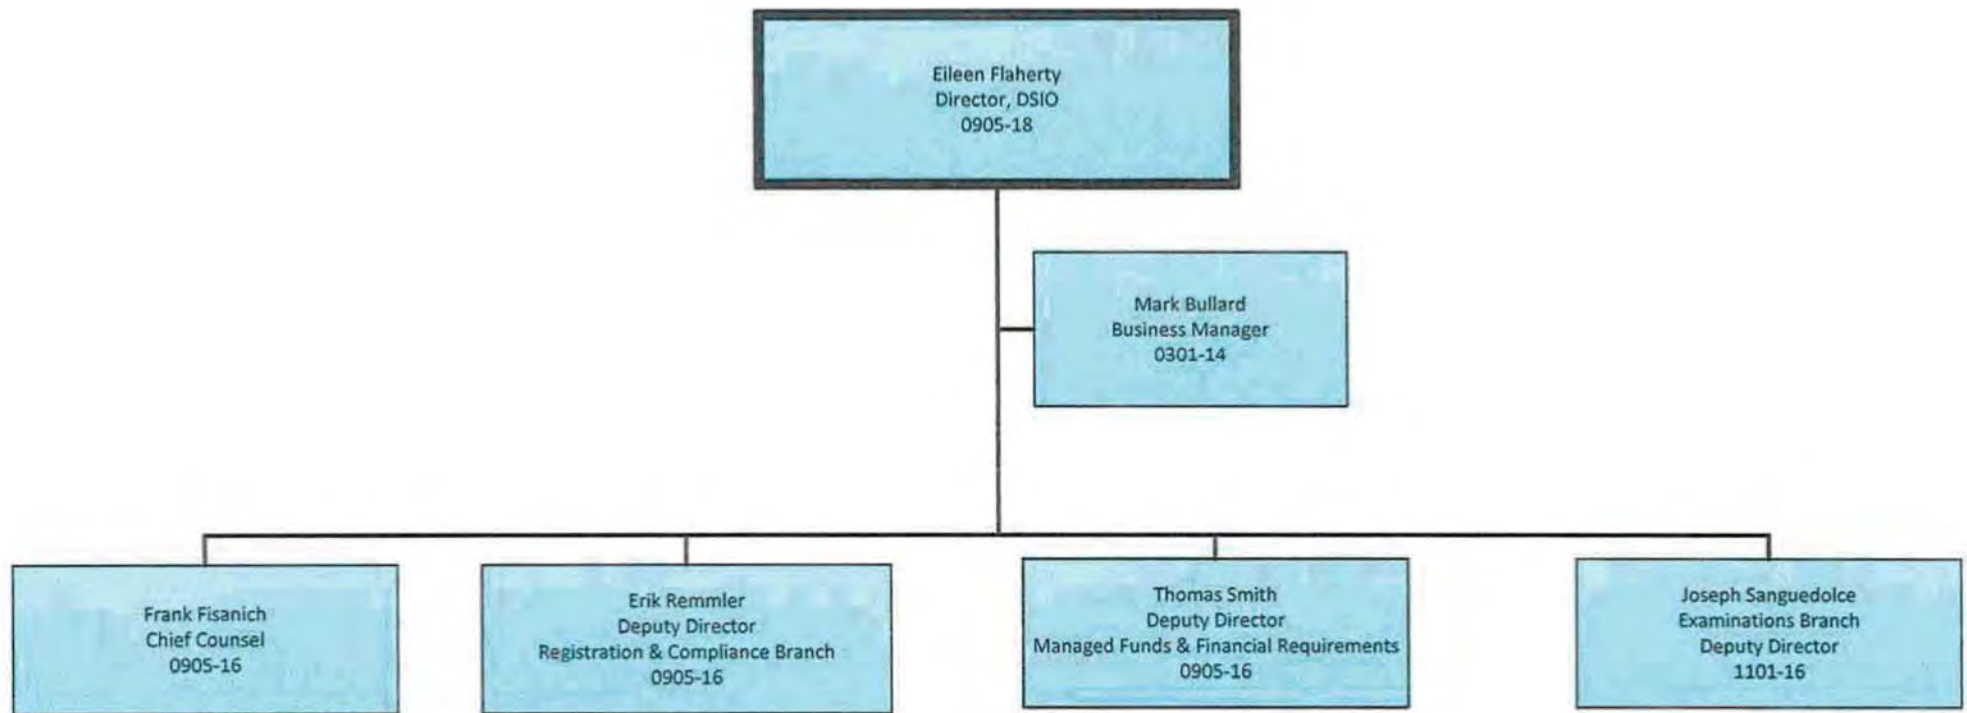 Eileen Flaherty
Director, DSIO
0905-18
Mark Bullard
Business Manager
0301-14
Frank Fisanich
Chief Counsel
0905-16
Erik Remmler
Deputy Director
Registration & Compliance Branch
0905-16
Thomas Smith
Deputy Director
Managed Funds & Financial Requirements
0905-16
Joseph Sanguedolce
Examinations Branch
Deputy Director
1101-16